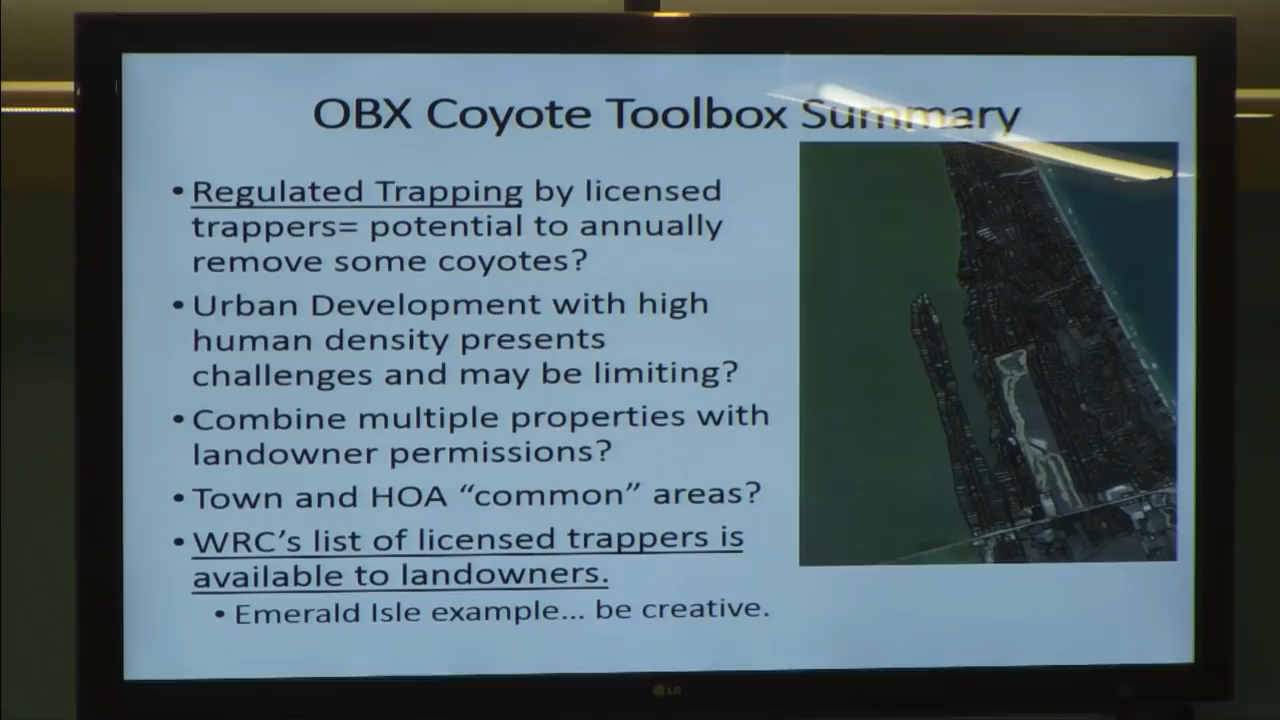 OBX Coyote Toolbox Summary
• Regulated Trapping by licensed
trappers= potential to annually
remove some coyotes?
• Urban Development with high
human density presents
challenges and may be limiting?
• Combine multiple properties with
landowner permissions?
• Town and HOA “common” areas?
• WRC’s list of licensed trappers is
available to landowners.
• Emerald Isle example... be creative.
LG